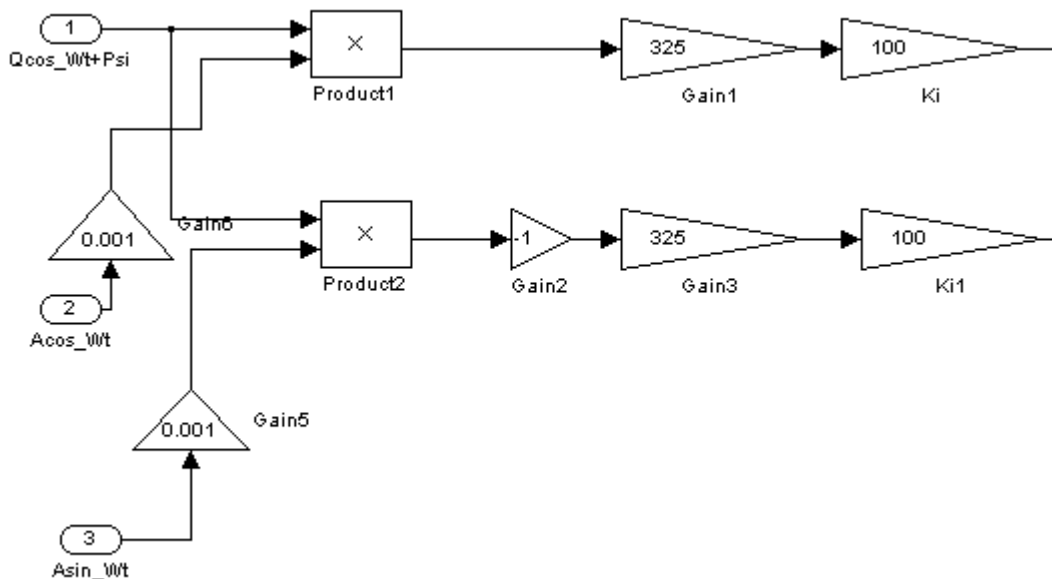 1
Qcos_Wt+Psi
×
Product1
325
Gain1
100
Ki
0.001
Gain6
2
Acos_Wt
×
Product2
-1
Gain2
325
Gain3
100
Ki1
0.001
Gain5
3
Asin_Wt